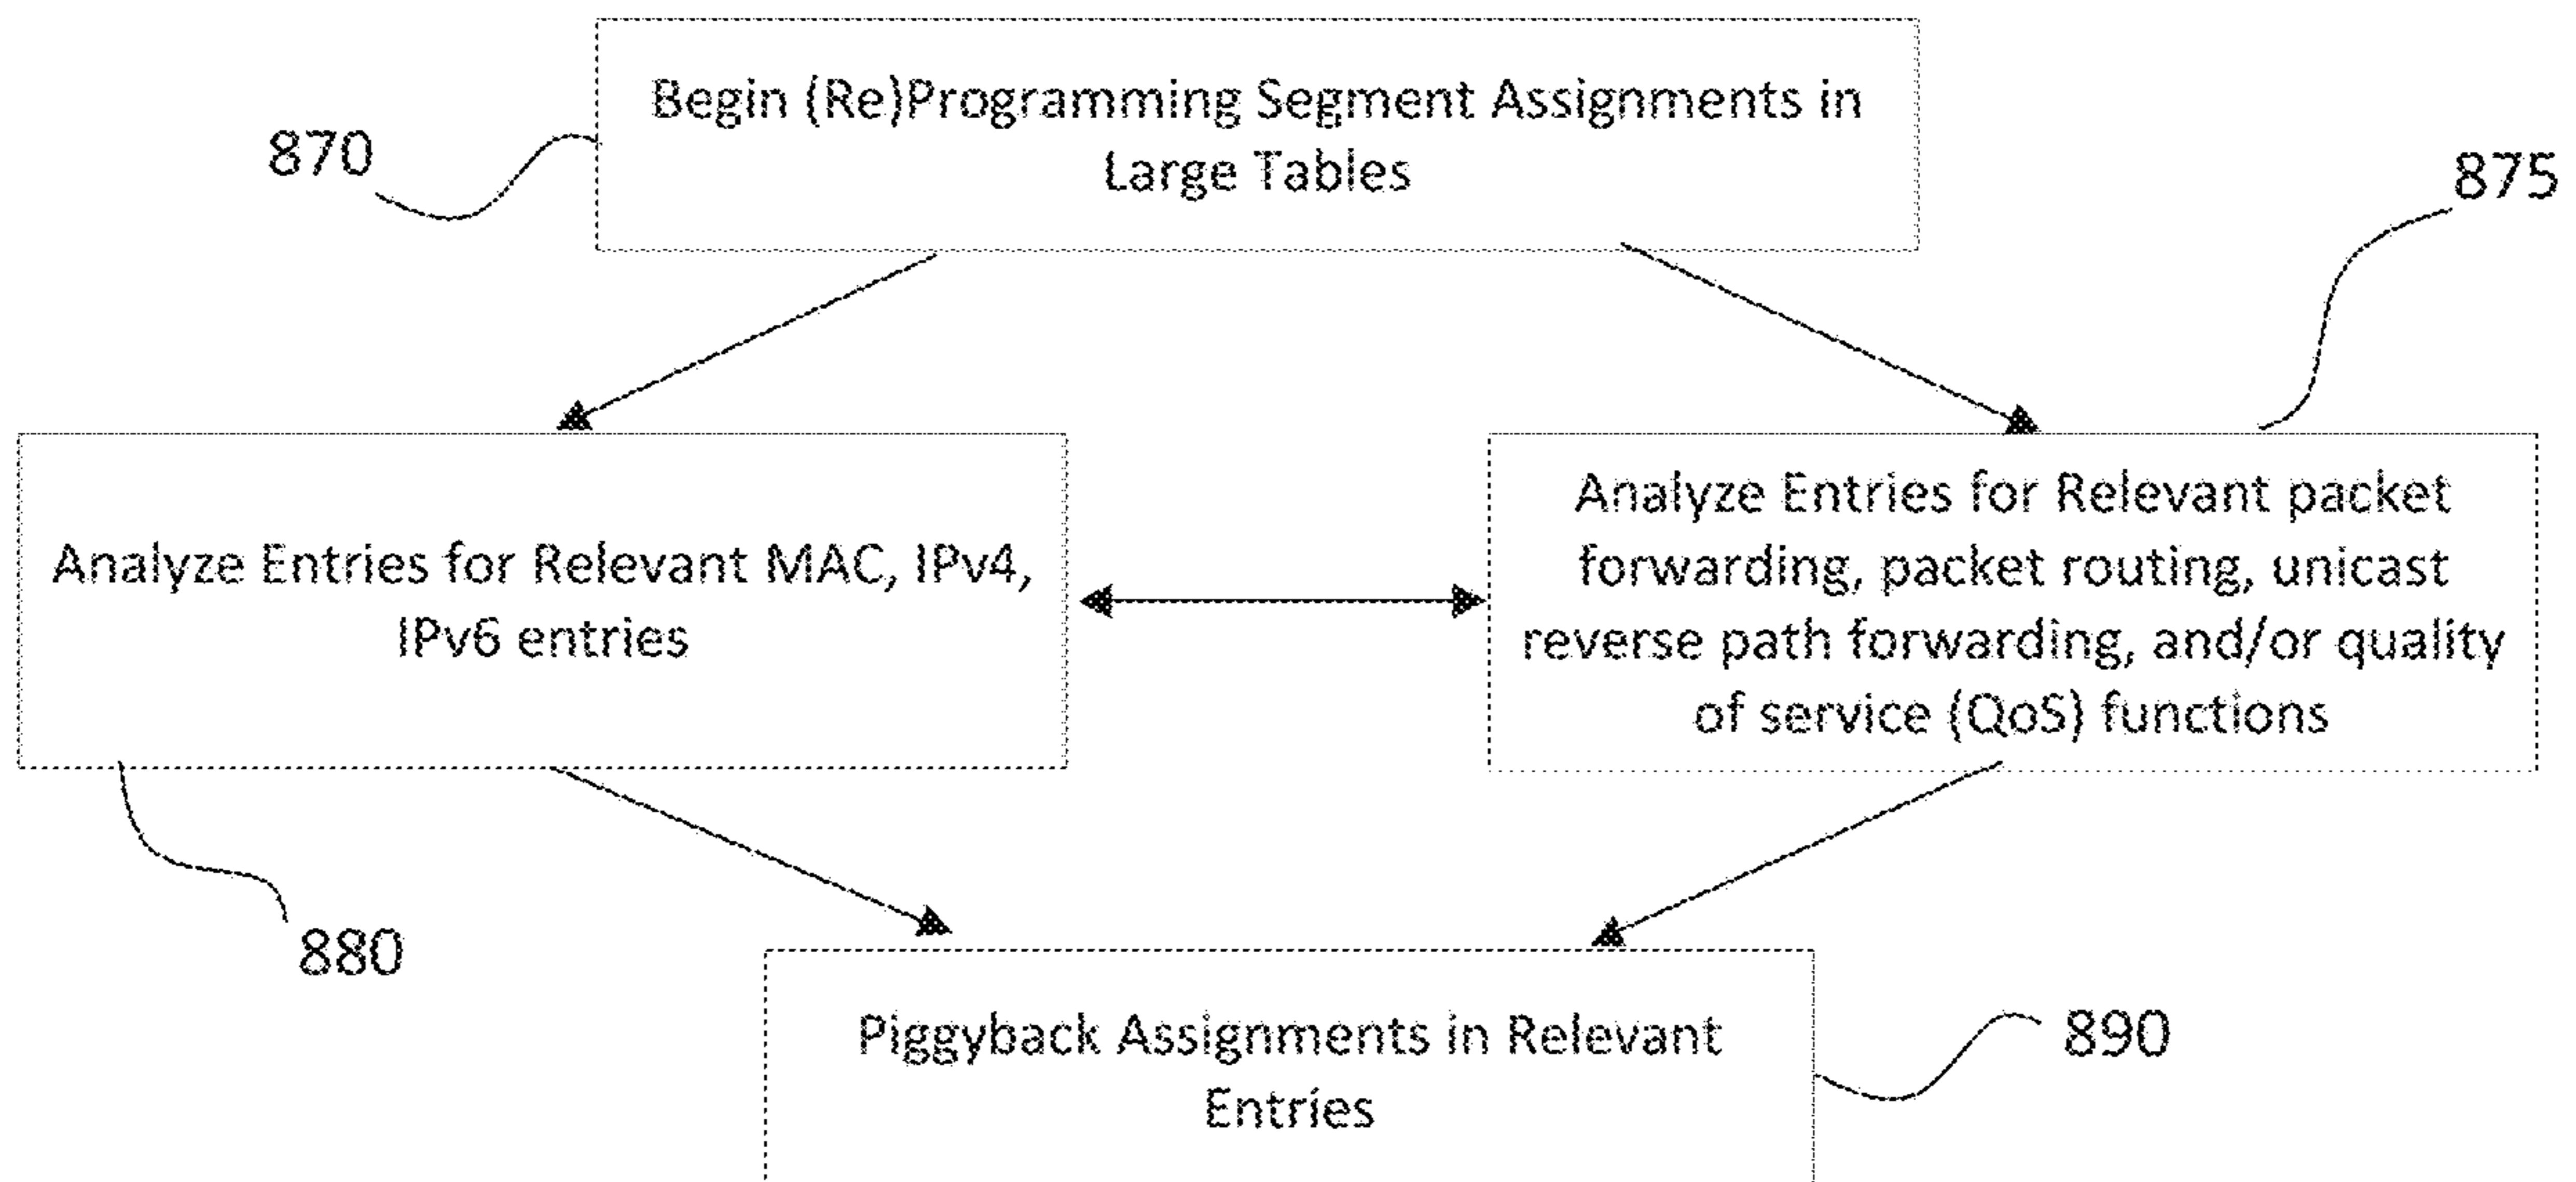 Begin (Re)Programming Segment Assignments in
Large Tables
870
875
Analyze Entries for Relevant MAC, IPv4,
IPv6 entries
Analyze Entries for Relevant packet
forwarding, packet routing, unicast
reverse path forwarding, and/or quality
of service (QoS) functions
880
Piggyback Assignments in Relevant
Entries
890